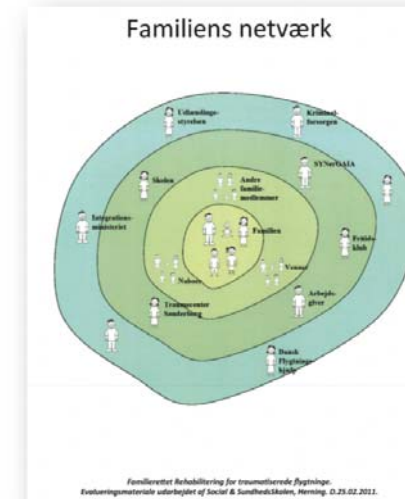 Familiens netværk
Udlændinge-
styrelsen
Kriminal-
forsorgen
SYNerGAIA
Skolen
Andre
familie-
medlemmer
Integrations-
ministeriet
Familien
Fritids-
klub
Naboer
Venner
Traumecenter
Sønderborg
Arbejds-
giver
Dansk
Flygtninge-
hjælp
Familierettet Rehabilitering for traumatiserede flygtninge.
Evalueringsmateriale udarbejdet af Social & SundhedsSkolen, Herning. D.25.02.2011.